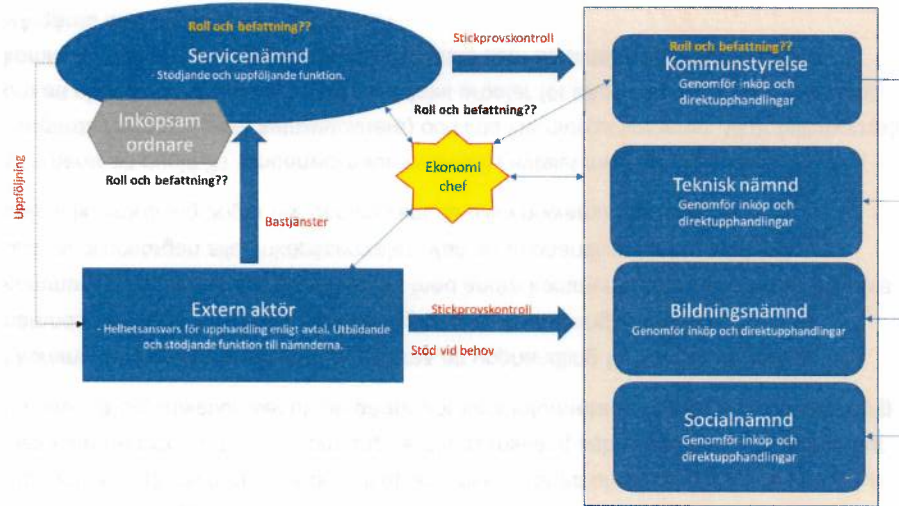 Roll och befattning??
Servicenämnd
- Stödjande och uppföljande funktion.
Inköpsam
ordnare
Roll och befattning??
Uppföljning
Bastjänster
Stickprovskontroll
Roll och befattning??
Ekonomi
chef
Extern aktör
- Helhetsansvars för upphandling enligt avtal. Utbildande
och stödjande funktion till nämnderna.
Stickprovskontroll
Stöd vid behov
Roll och befattning??
Kommunstyrelse
Genomför inköp och
direktupphandlingar
Teknisk nämnd
Genomför inköp och
direktupphandlingar
Bildningsnämnd
Genomför inköp och direktupphandlingar
Socialnämnd
Genomför inköp och
direktupphandlingar